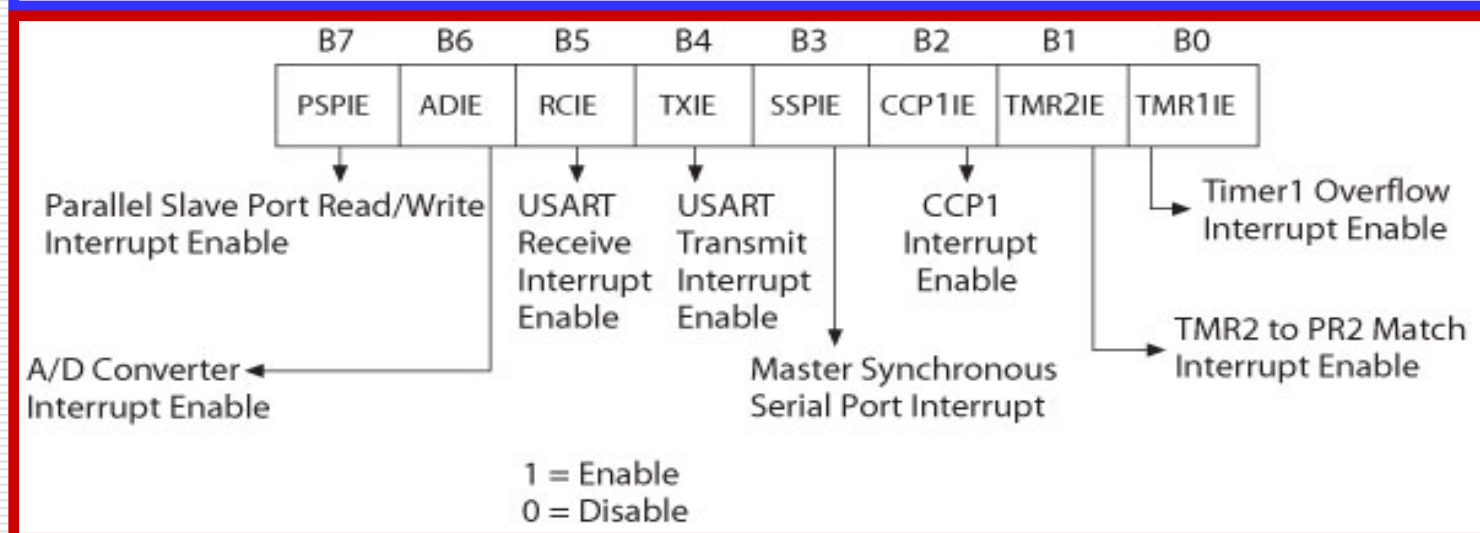 B7 B6 B5 B4 B3 B2 B1 B0
PSPIE ADIE RCIE TXIE SSPIE CCP1IE TMR2IE TMR1IE
Parallel Slave Port Read/Write
Interrupt Enable
USART
Receive
Interrupt
Enable
USART
Transmit
Interrupt
Enable
CCP1
Interrupt
Enable
Timer1 Overflow
Interrupt Enable
A/D Converter
Interrupt Enable
Master Synchronous
Serial Port Interrupt
TMR2 to PR2 Match
Interrupt Enable
1 = Enable
0 = Disable